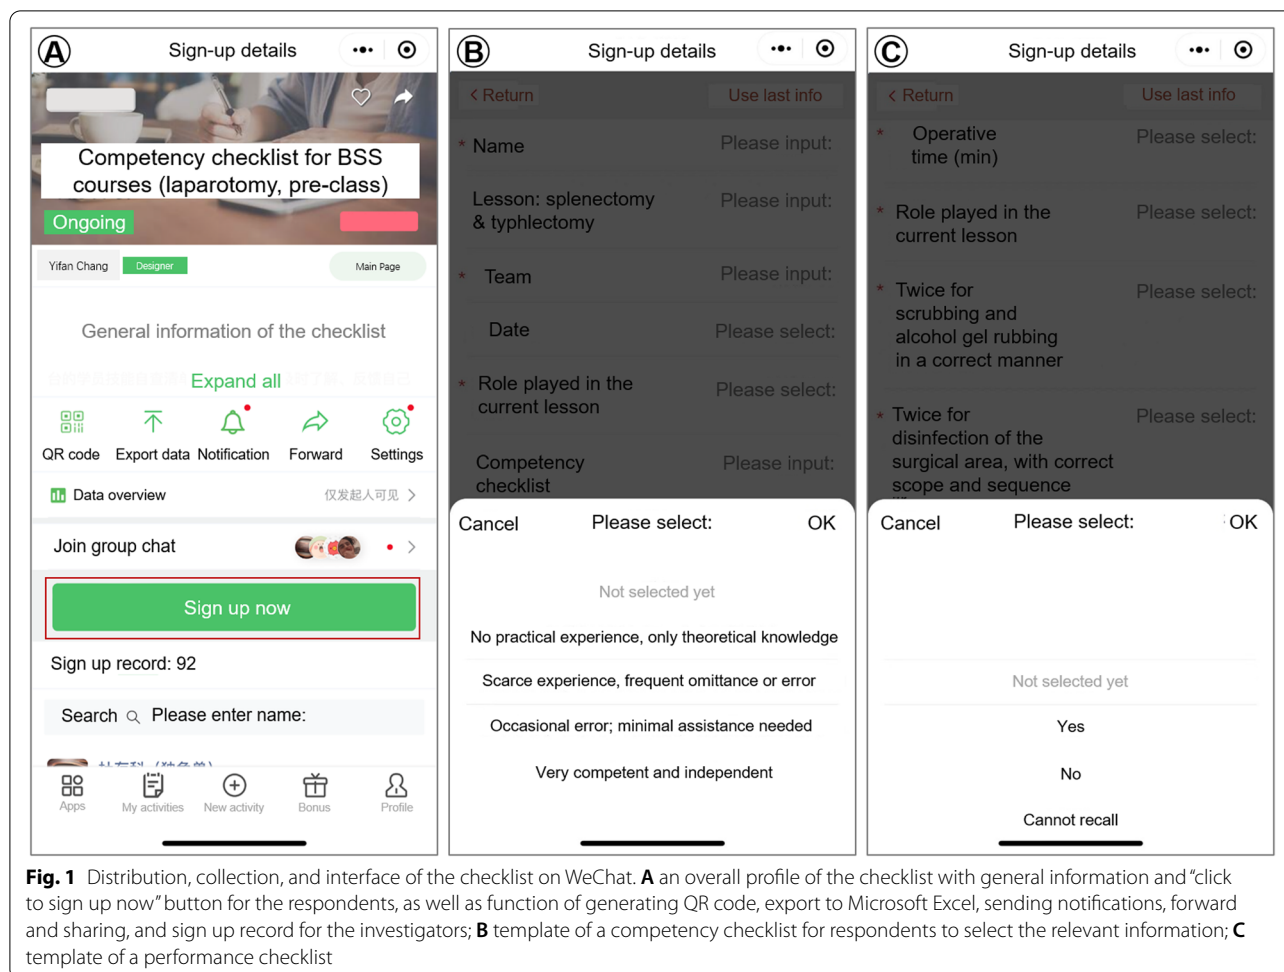 A
Sign-up details
Competency checklist for BSS
courses (laparotomy, pre-class)
Ongoing
Yifan Chang
Designer
Main Page
General information of the checklist
Expand all
QR code
Export data
Notification
Forward
Settings
Data overview
仅发起人可见
Join group chat
Sign up now
Sign up record: 92
Search
Please enter name:
Apps
My activities
New activity
Bonus
Profile
B
Sign-up details
< Return
Use last info
* Name
Please input:
Lesson: splenectomy
& typhlectomy
Please input:
* Team
Please input:
Date
Please select:
* Role played in the
current lesson
Please select:
Competency
checklist
Please input:
Cancel
Please select:
OK
Not selected yet
No practical experience, only theoretical knowledge
Scarce experience, frequent omittance or error
Occasional error; minimal assistance needed
Very competent and independent
C
Sign-up details
< Return
Use last info
* Operative
time (min)
Please select:
* Role played in the
current lesson
Please select:
* Twice for
scrubbing and
alcohol gel rubbing
in a correct manner
Please select:
* Twice for
disinfection of the
surgical area, with correct
scope and sequence
Please select:
Cancel
Please select:
OK
Not selected yet
Yes
No
Cannot recall
Fig. 1 Distribution, collection, and interface of the checklist on WeChat. A an overall profile of the checklist with general information and “click
to sign up now” button for the respondents, as well as function of generating QR code, export to Microsoft Excel, sending notifications, forward
and sharing, and sign up record for the investigators; B template of a competency checklist for respondents to select the relevant information; C
template of a performance checklist